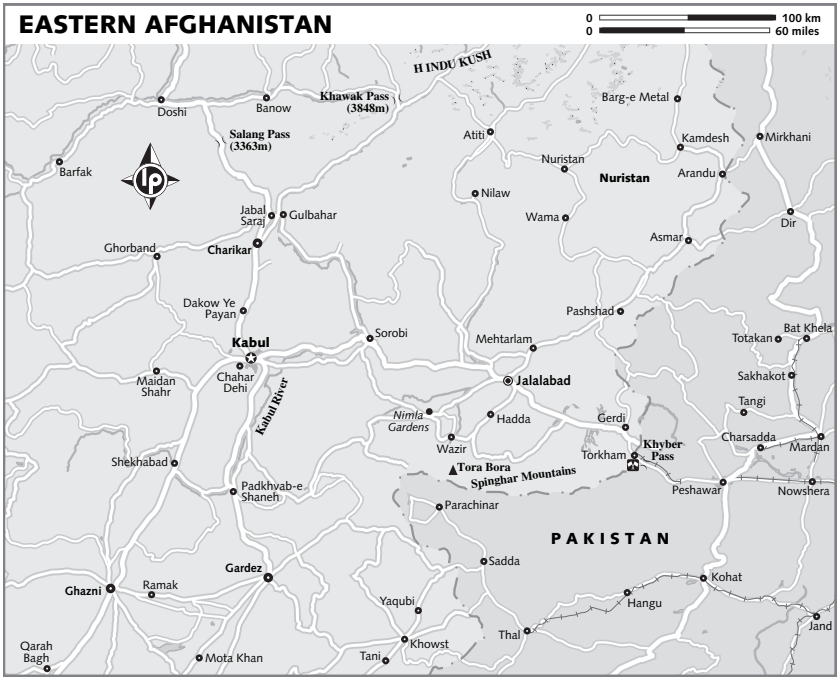 EASTERN AFGHANISTAN
0 100 km
0 60 miles
HINDU KUSH
Khawak Pass
(3848m)
Barg-e Metal
Doshi
Banow
Salang Pass
(3363m)
Atiti
Kamdesh
Mirkhani
Barfak
lp
Nuristan
Nuristan
Arandu
Nilaw
Jabal
Saraj
Gulbahar
Wama
Dir
Ghorband
Charikar
Asmar
Dakow Ye
Payan
Pashshad
Kabul
Sorobi
Mehtarlam
Totakan
Bat Khela
Chahar
Dehi
Maidan
Shahr
Jalalabad
Sakhakot
Kabul River
Nimla
Gardens
Hadda
Gerdi
Tangi
Wazir
Khyber
Pass
Charsadda
Mardan
Shekhabad
Tora Bora
Spinghar Mountains
Torkham
Padkhvab-e
Shaneh
Peshawar
Nowshera
Parachinar
PAKISTAN
Sadda
Gardez
Ghazni
Ramak
Kohat
Yaqubi
Hangu
Jand
Thal
Khowst
Qarah
Bagh
Mota Khan
Tani